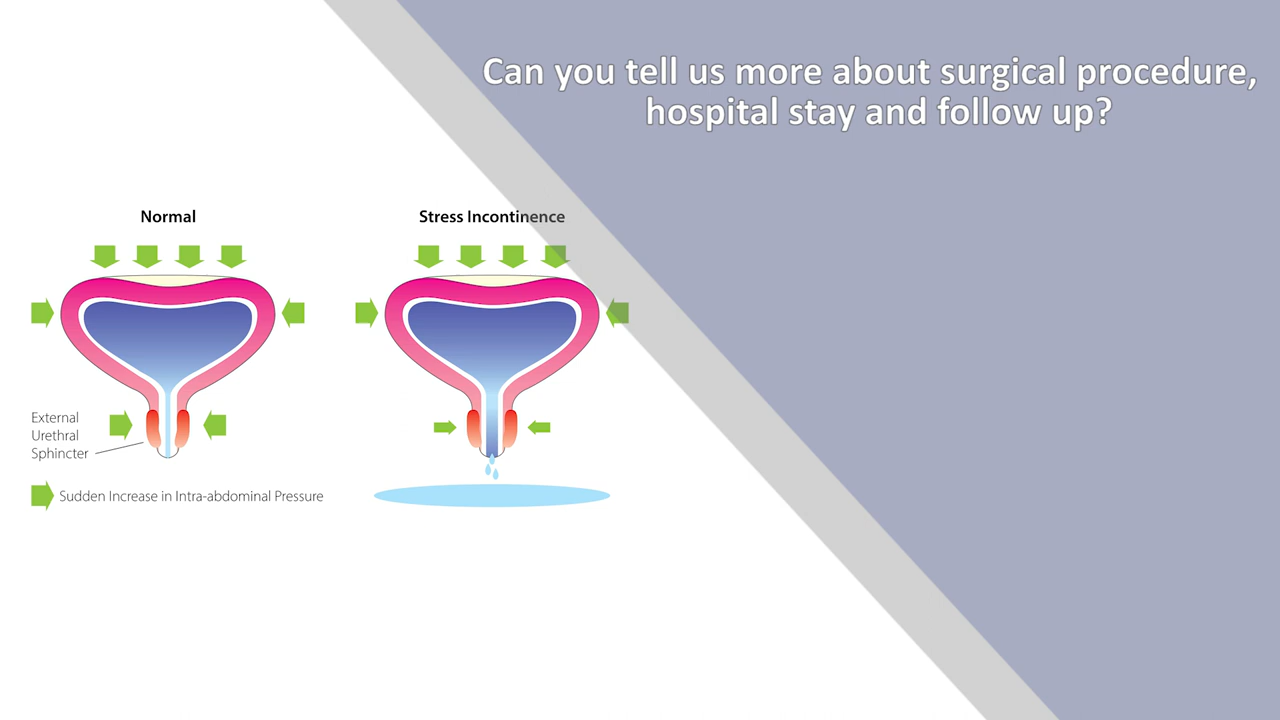 Can you tell us more about surgical procedure,
hospital stay and follow up?
Normal
Stress Incontinence
External
Urethral
Sphincter
Sudden Increase in Intra-abdominal Pressure